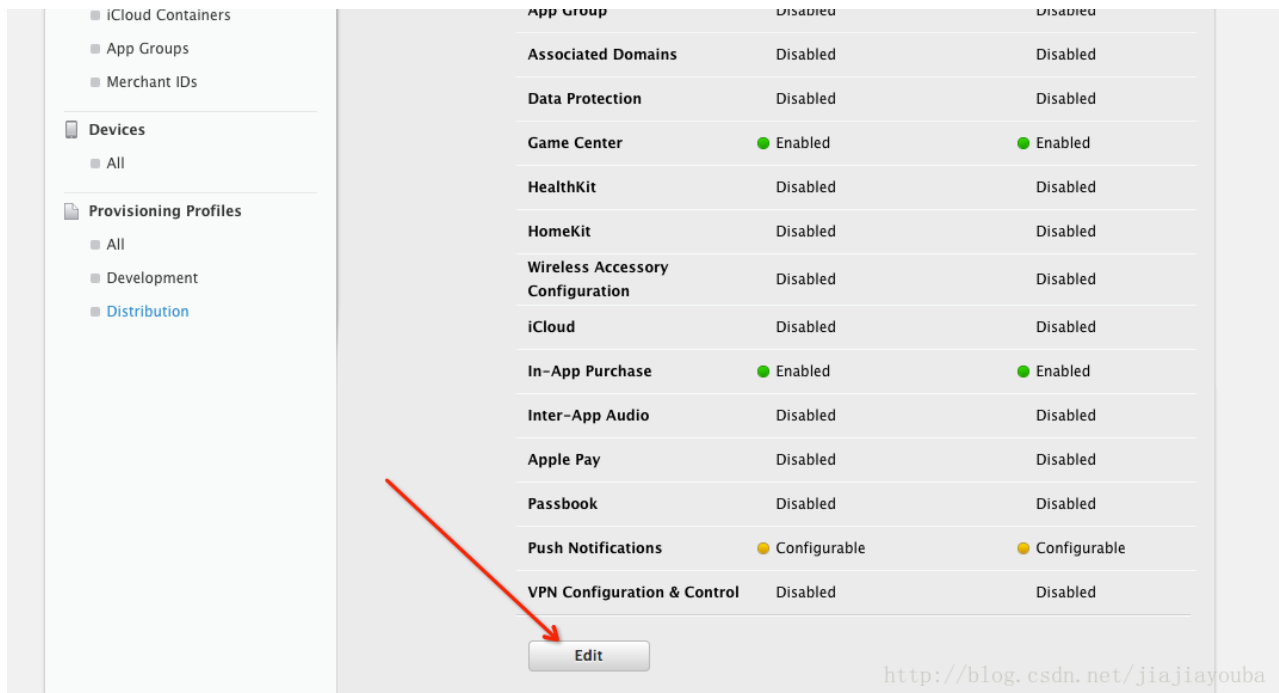 iCloud Containers
App Groups
Merchant IDs
Devices
All
Provisioning Profiles
All
Development
Distribution
App Group Disabled Disabled
Associated Domains Disabled Disabled
Data Protection Disabled Disabled
Game Center Enabled Enabled
HealthKit Disabled Disabled
HomeKit Disabled Disabled
Wireless Accessory
Configuration Disabled Disabled
iCloud Disabled Disabled
In-App Purchase Enabled Enabled
Inter-App Audio Disabled Disabled
Apple Pay Disabled Disabled
Passbook Disabled Disabled
Push Notifications Configurable Configurable
VPN Configuration & Control Disabled Disabled
Edit
http://blog.csdn.net/jiajiayouba